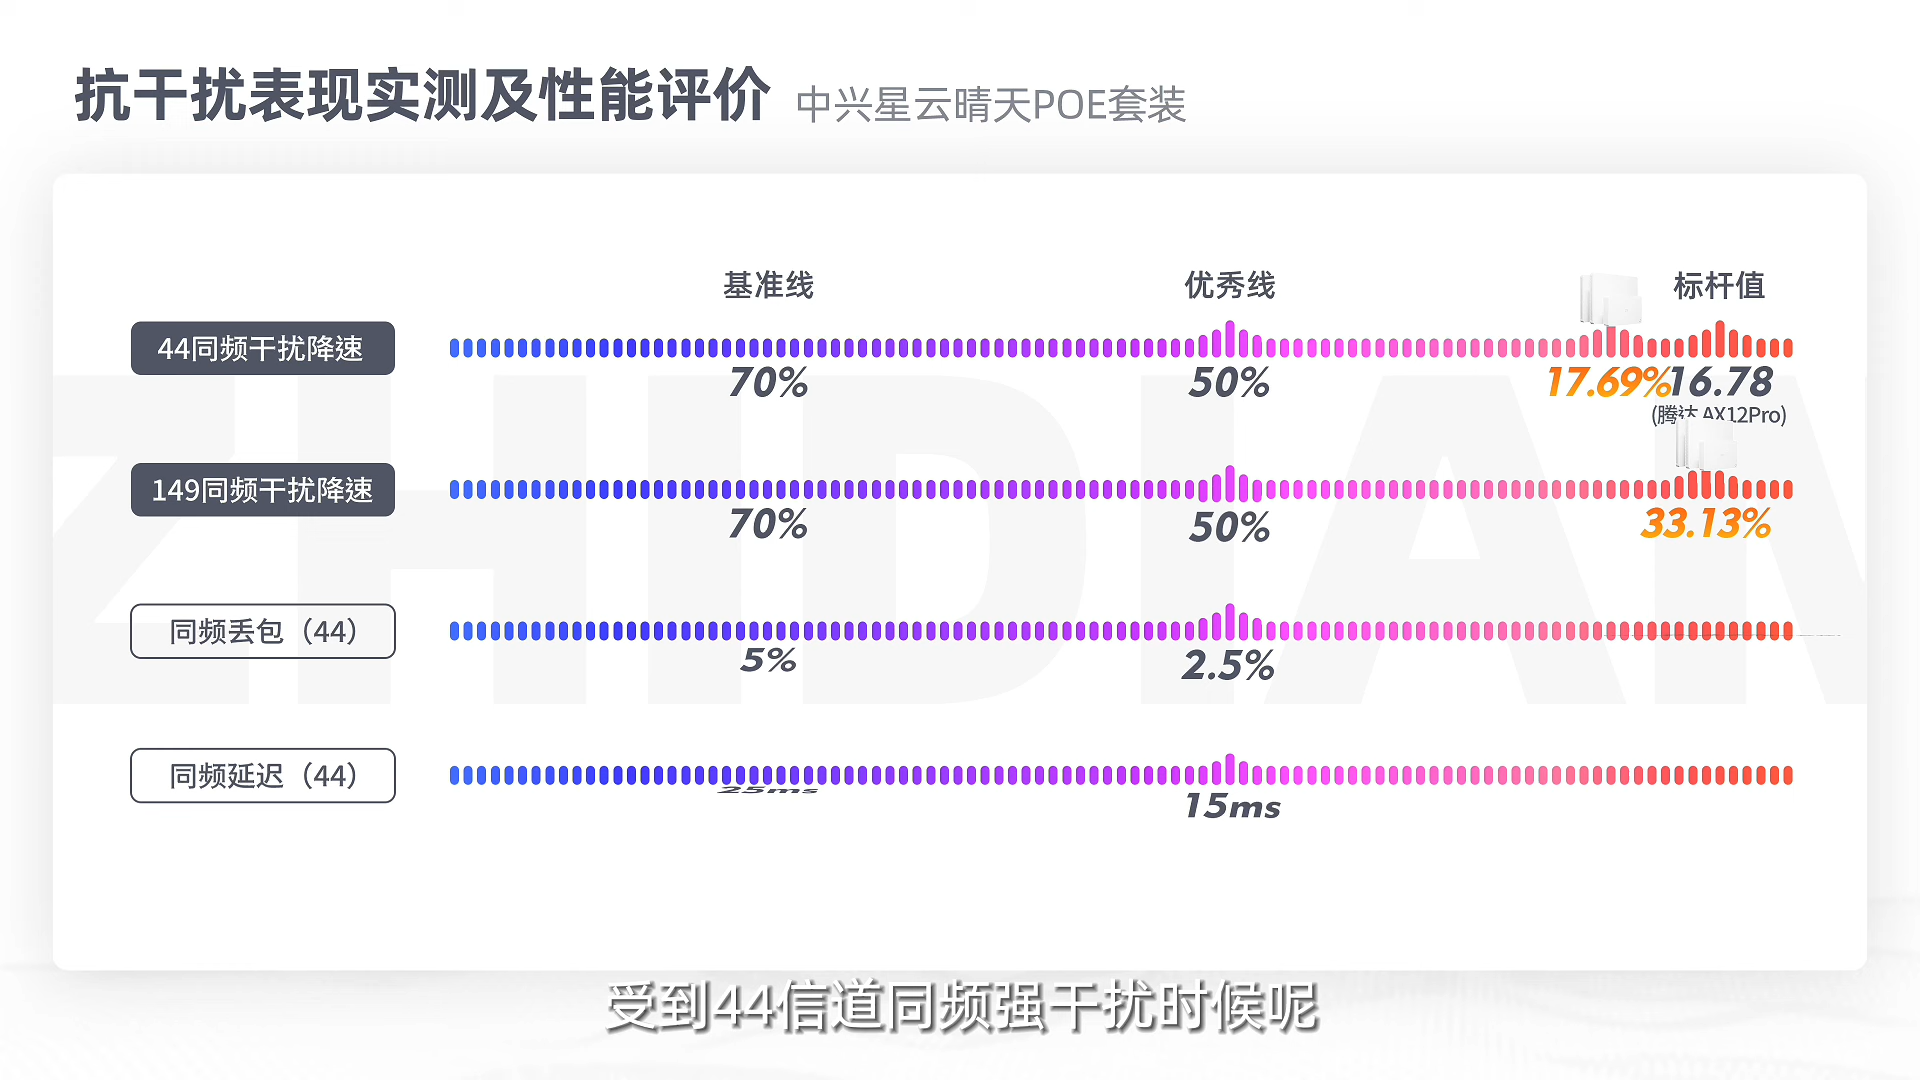 抗干扰表现实测及性能评价 中兴星云晴天POE套装
基准线 优秀线 标杆值
44同频干扰降速
70% 50% 17.69% 16.78
(腾达 AX12Pro)
149同频干扰降速
70% 50% 33.13%
同频丢包（44）
5% 2.5%
同频延迟（44）
25ms 15ms
ZHIDIAN
受到44信道同频强干扰时候呢